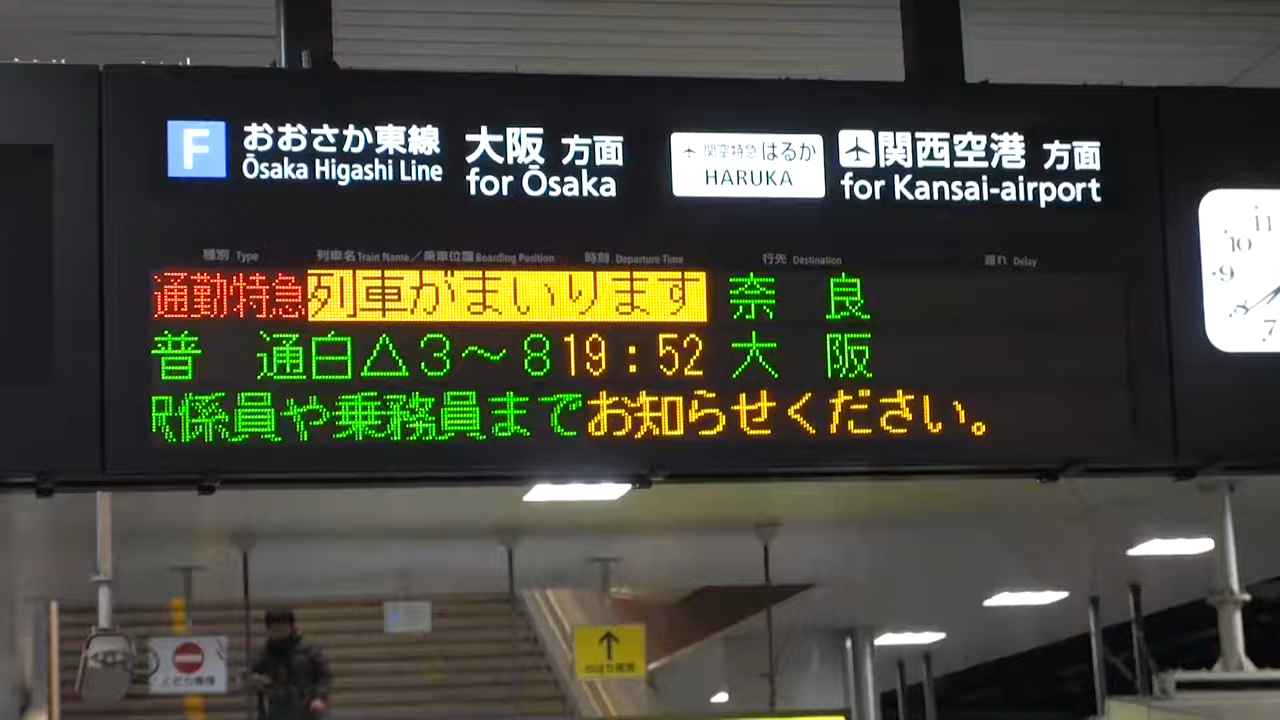 F おおさか東線 大阪 方面 関空特急 はるか 関西空港 方面
Ōsaka Higashi Line for Ōsaka HARUKA for Kansai-airport
種別 Type 列車名 Train Name／乗車位置 Boarding Position 時刻 Departure Time 行先 Destination 遅れ Delay
通勤特急 列車がまいります 奈良
普通 白△3〜8 19:52 大阪
係員や乗務員までお知らせください。
11
10
9
8
7